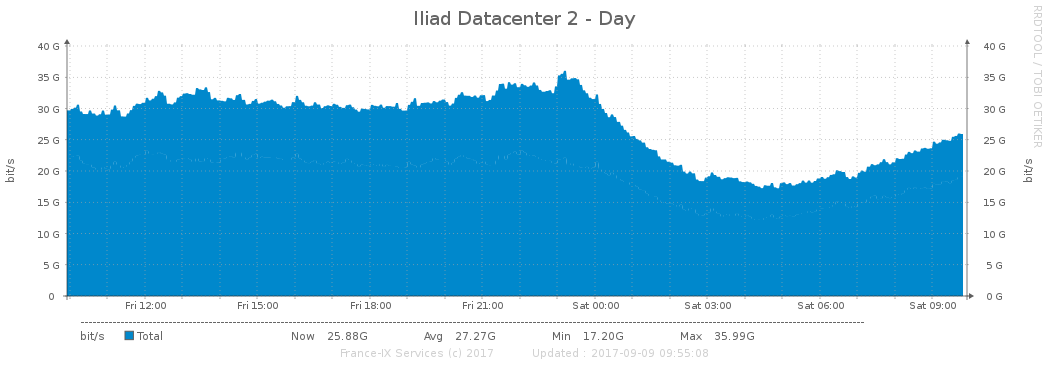 Iliad Datacenter 2 - Day
RRDTOOL / TOBI OETIKER
40 G 40 G
35 G 35 G
30 G 30 G
25 G 25 G
20 G 20 G
15 G 15 G
10 G 10 G
5 G 5 G
0 0 G
bit/s bit/s
Fri 12:00 Fri 15:00 Fri 18:00 Fri 21:00 Sat 00:00 Sat 03:00 Sat 06:00 Sat 09:00
bit/s Total Now 25.88G Avg 27.27G Min 17.20G Max 35.99G
France-IX Services (c) 2017 Updated : 2017-09-09 09:55:08